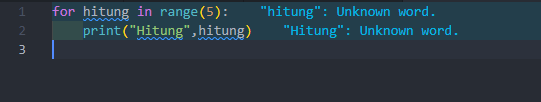 1 for hitung in range(5): "hitung": Unknown word.
2 print("Hitung",hitung) "Hitung": Unknown word.
3